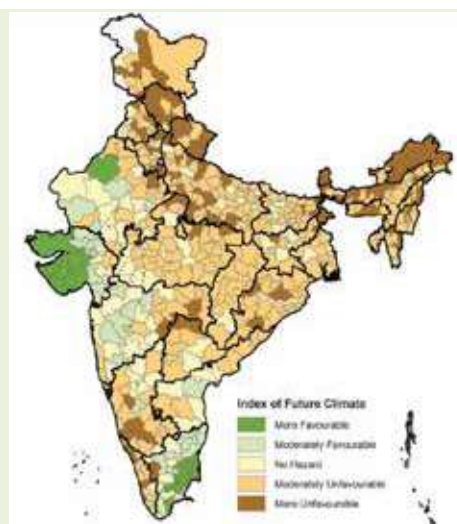 Index of Future Climate
More Favourable
Moderately Favourable
No Hazard
Moderately Unfavourable
More Unfavourable